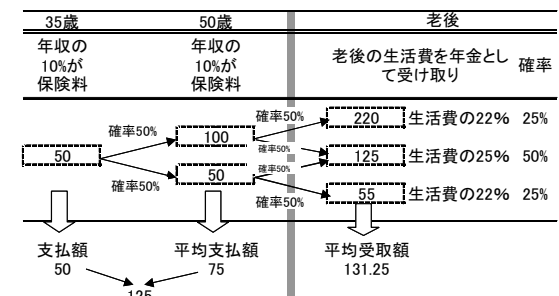 35歳 50歳 老後
年収の 年収の 老後の生活費を年金とし 確率
10%が 10%が て受け取り
保険料 保険料
確率50% 220 生活費の22% 25%
確率50% 100
確率50%
50 125 生活費の25% 50%
確率50%
確率50% 50
確率50% 55 生活費の22% 25%
支払額 平均支払額 平均受取額
50 75 131.25
125